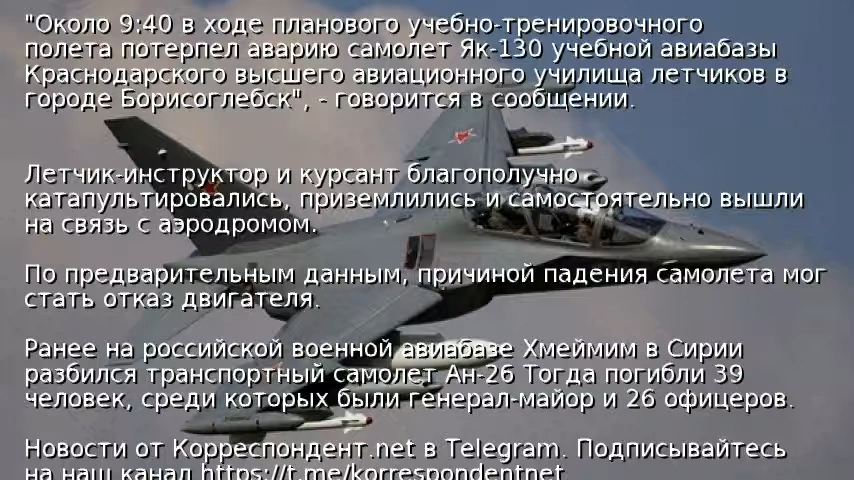 "Около 9:40 в ходе планового учебно-тренировочного
полета потерпел аварию самолет Як-130 учебной авиабазы
Краснодарского высшего авиационного училища летчиков в
городе Борисоглебск", - говорится в сообщении.
Летчик-инструктор и курсант благополучно
катапультировались, приземлились и самостоятельно вышли
на связь с аэродромом.
По предварительным данным, причиной падения самолета мог
стать отказ двигателя.
Ранее на российской военной авиабазе Хмеймим в Сирии
разбился транспортный самолет Ан-26 Тогда погибли 39
человек, среди которых были генерал-майор и 26 офицеров.
Новости от Корреспондент.net в Telegram. Подписывайтесь
на наш канал https://t.me/korrespondentnet